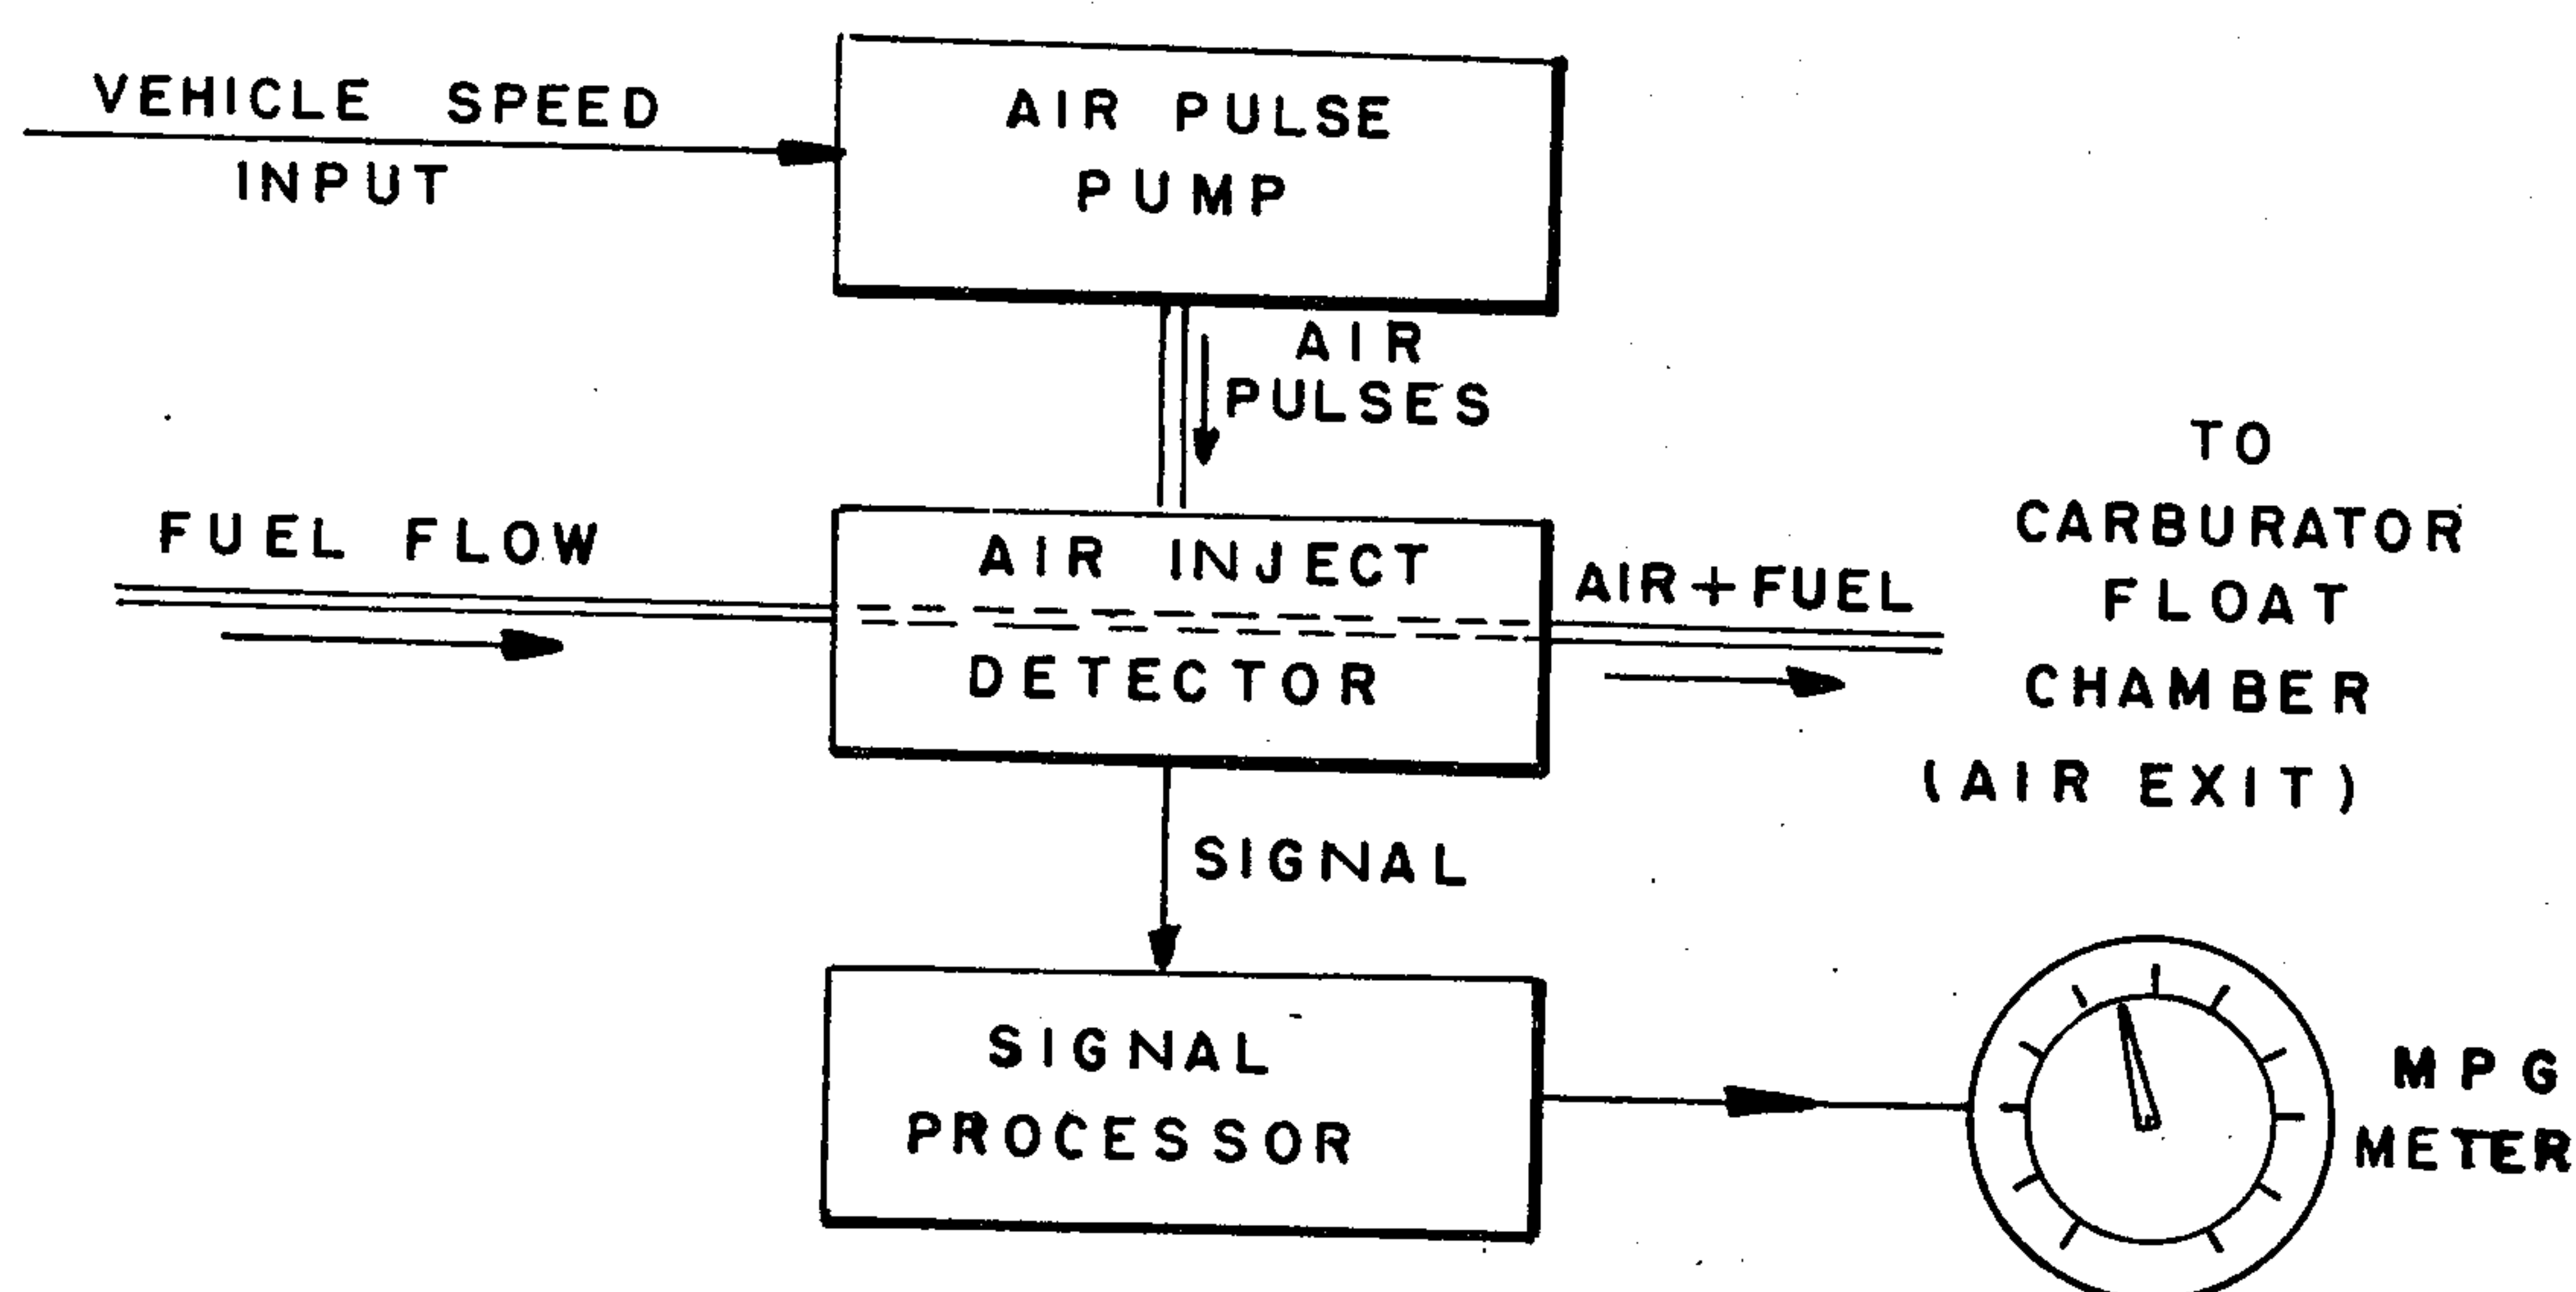 VEHICLE SPEED
INPUT
AIR PULSE
PUMP
AIR
PULSES
FUEL FLOW
AIR INJECT
DETECTOR
AIR+FUEL
TO
CARBURATOR
FLOAT
CHAMBER
(AIR EXIT)
SIGNAL
SIGNAL
PROCESSOR
MPG
METER